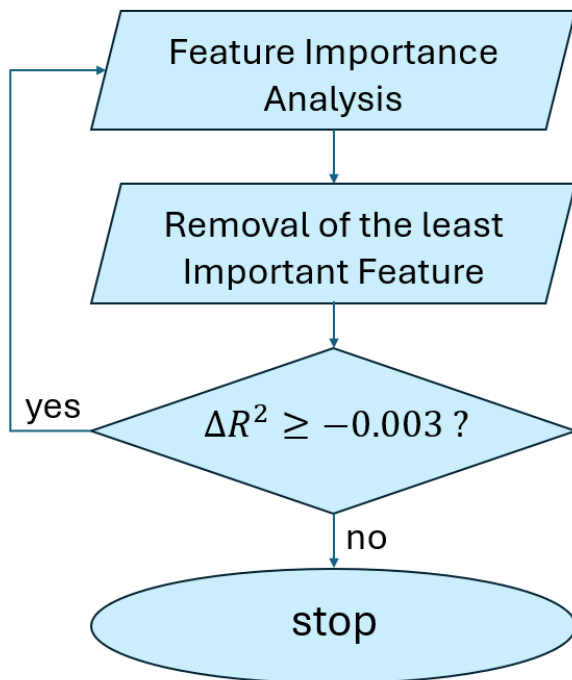 Feature Importance
Analysis
Removal of the least
Important Feature
yes
ΔR² ≥ −0.003 ?
no
stop